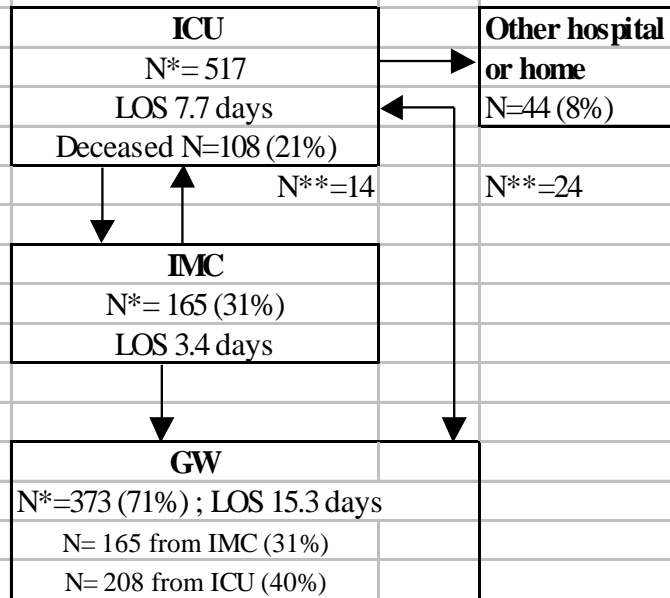 ICU
N*= 517
LOS 7.7 days
Deceased N=108 (21%)
Other hospital
or home
N=44 (8%)
N**=14
N**=24
IMC
N*= 165 (31%)
LOS 3.4 days
GW
N*=373 (71%) ; LOS 15.3 days
N= 165 from IMC (31%)
N= 208 from ICU (40%)